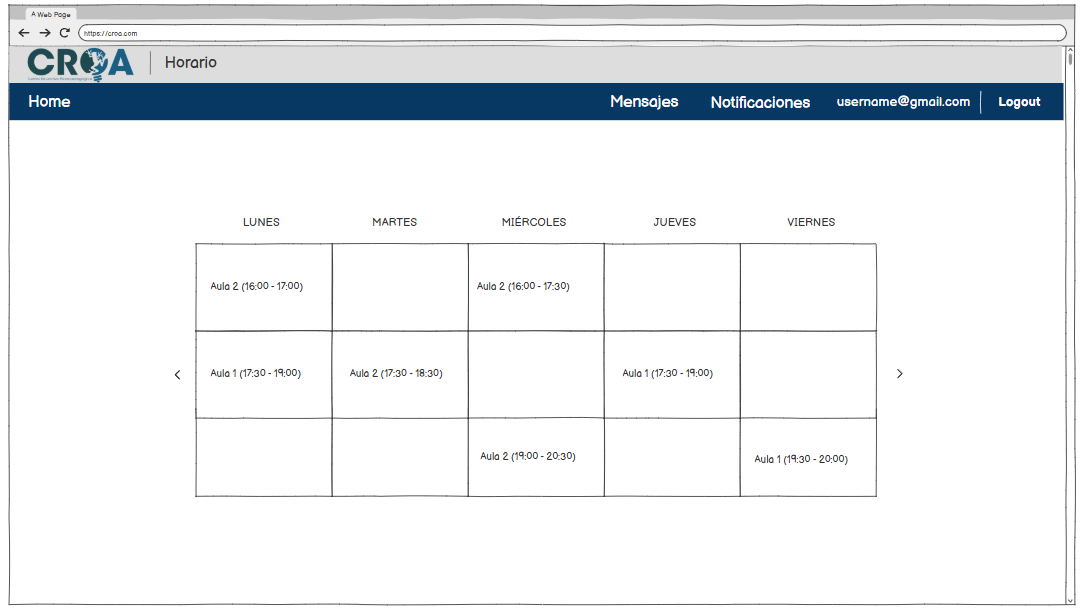 A Web Page
https://croa.com
CROA
Horario
Home
Mensajes
Notificaciones
username@gmail.com
Logout
LUNES
MARTES
MIÉRCOLES
JUEVES
VIERNES
Aula 2 (16:00 - 17:00)
Aula 2 (16:00 - 17:30)
Aula 1 (17:30 - 19:00)
Aula 2 (17:30 - 18:30)
Aula 1 (17:30 - 19:00)
Aula 2 (19:00 - 20:30)
Aula 1 (19:30 - 20:00)